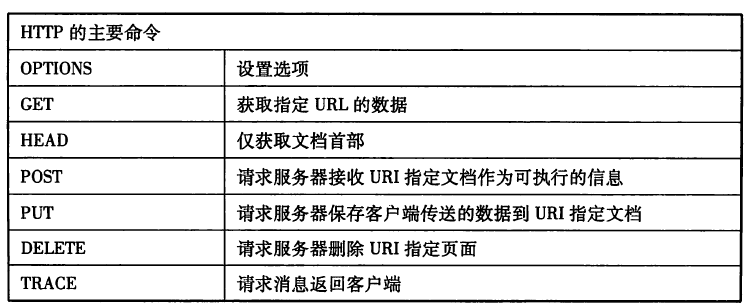 HTTP 的主要命令
OPTIONS 设置选项
GET 获取指定 URL 的数据
HEAD 仅获取文档首部
POST 请求服务器接收 URI 指定文档作为可执行的信息
PUT 请求服务器保存客户端传送的数据到 URI 指定文档
DELETE 请求服务器删除 URI 指定页面
TRACE 请求消息返回客户端